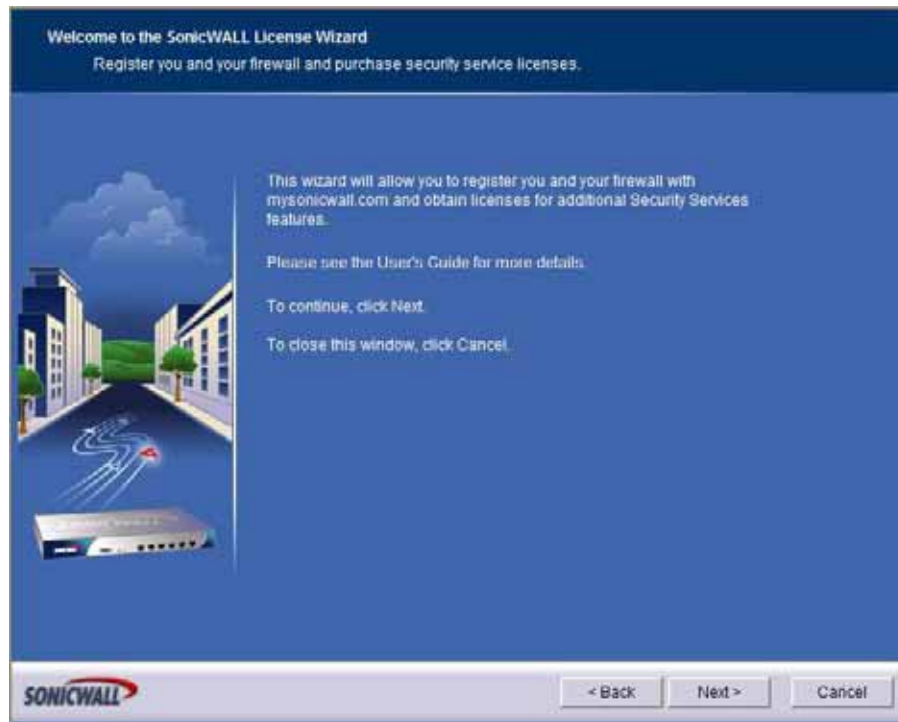 Welcome to the SonicWALL License Wizard
Register you and your firewall and purchase security service licenses.
This wizard will allow you to register you and your firewall with
mysonicwall.com and obtain licenses for additional Security Services
features.
Please see the User's Guide for more details.
To continue, click Next.
To close this window, click Cancel.
SONICWALL
SONICWALL
< Back
Next >
Cancel